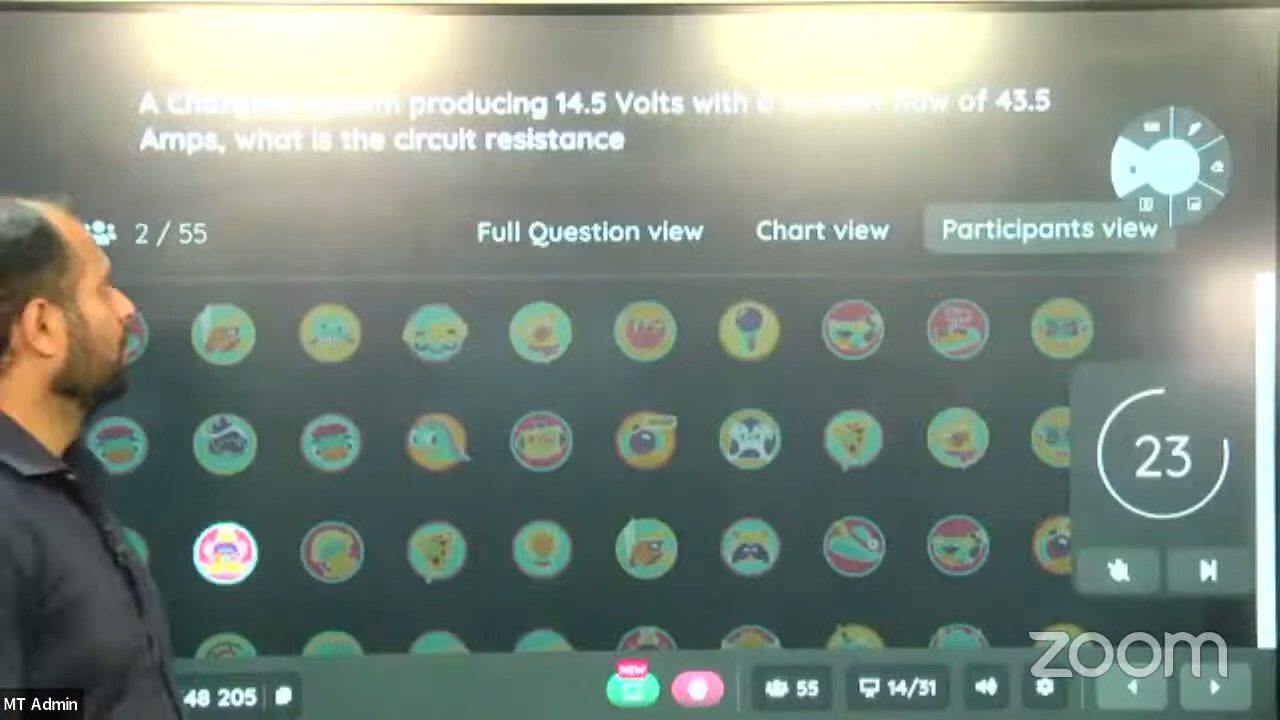 A Charging system producing 14.5 Volts with a current flow of 43.5
Amps, what is the circuit resistance
2 / 55
Full Question view
Chart view
Participants view
23
NEW
48 205
55
14/31
zoom
MT Admin